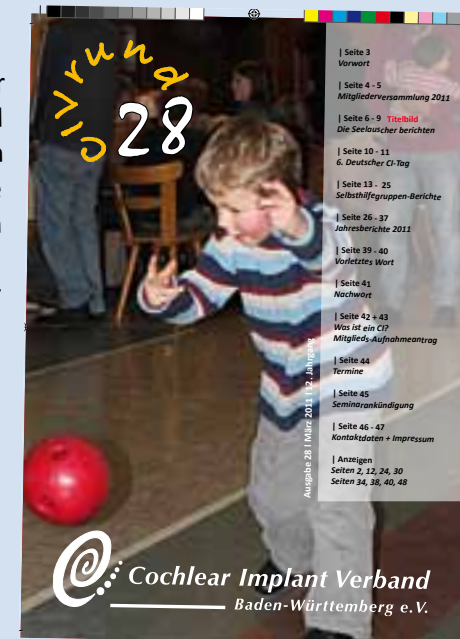 CIVrund
28
| Seite 3
Vorwort
| Seite 4 - 5
Mitgliederversammlung 2011
| Seite 6 - 9 Titelbild
Die Seelauscher berichten
| Seite 10 - 11
6. Deutscher CI-Tag
| Seite 13 - 25
Selbsthilfegruppen-Berichte
| Seite 26 - 37
Jahresberichte 2011
| Seite 39 - 40
Vorletztes Wort
| Seite 41
Nachwort
| Seite 42 + 43
Was ist ein CI?
Mitglieds-Aufnahmeantrag
| Seite 44
Termine
| Seite 45
Seminarankündigung
| Seite 46 - 47
Kontaktdaten + Impressum
| Anzeigen
Seiten 2, 12, 24, 30
Seiten 34, 38, 40, 48
Ausgabe 28 | März 2011 | 12. Jahrgang
Cochlear Implant Verband
Baden-Württemberg e.V.